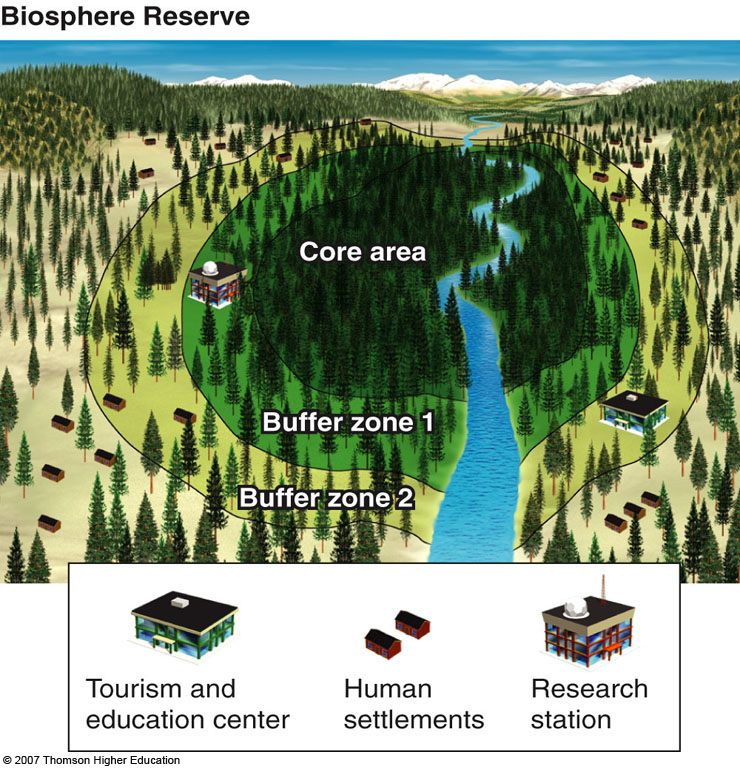 Biosphere Reserve
Core area
Buffer zone 1
Buffer zone 2
Tourism and
education center
Human
settlements
Research
station
© 2007 Thomson Higher Education